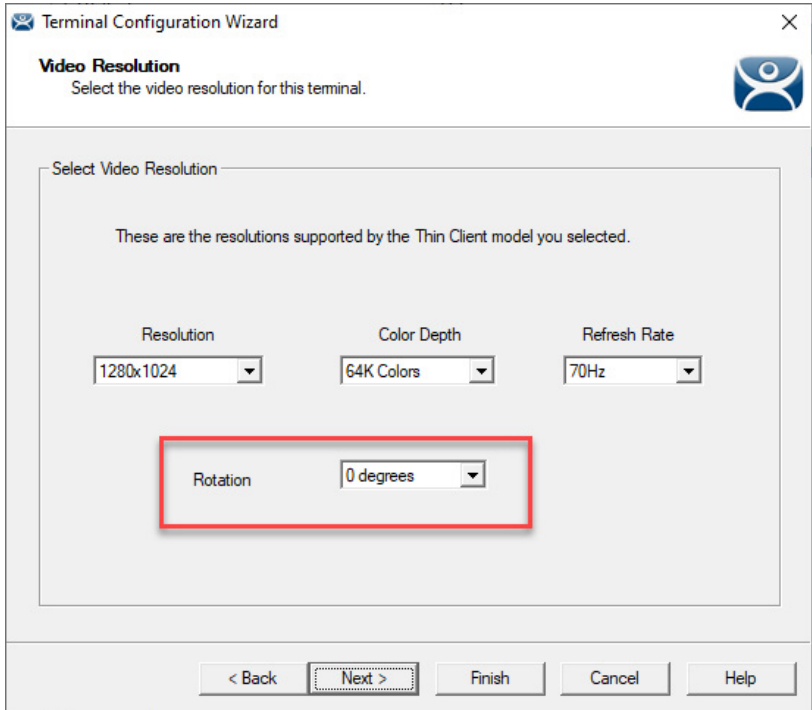 Terminal Configuration Wizard
Video Resolution
Select the video resolution for this terminal.
Select Video Resolution
These are the resolutions supported by the Thin Client model you selected.
Resolution Color Depth Refresh Rate
1280x1024 64K Colors 70Hz
Rotation 0 degrees
< Back Next > Finish Cancel Help